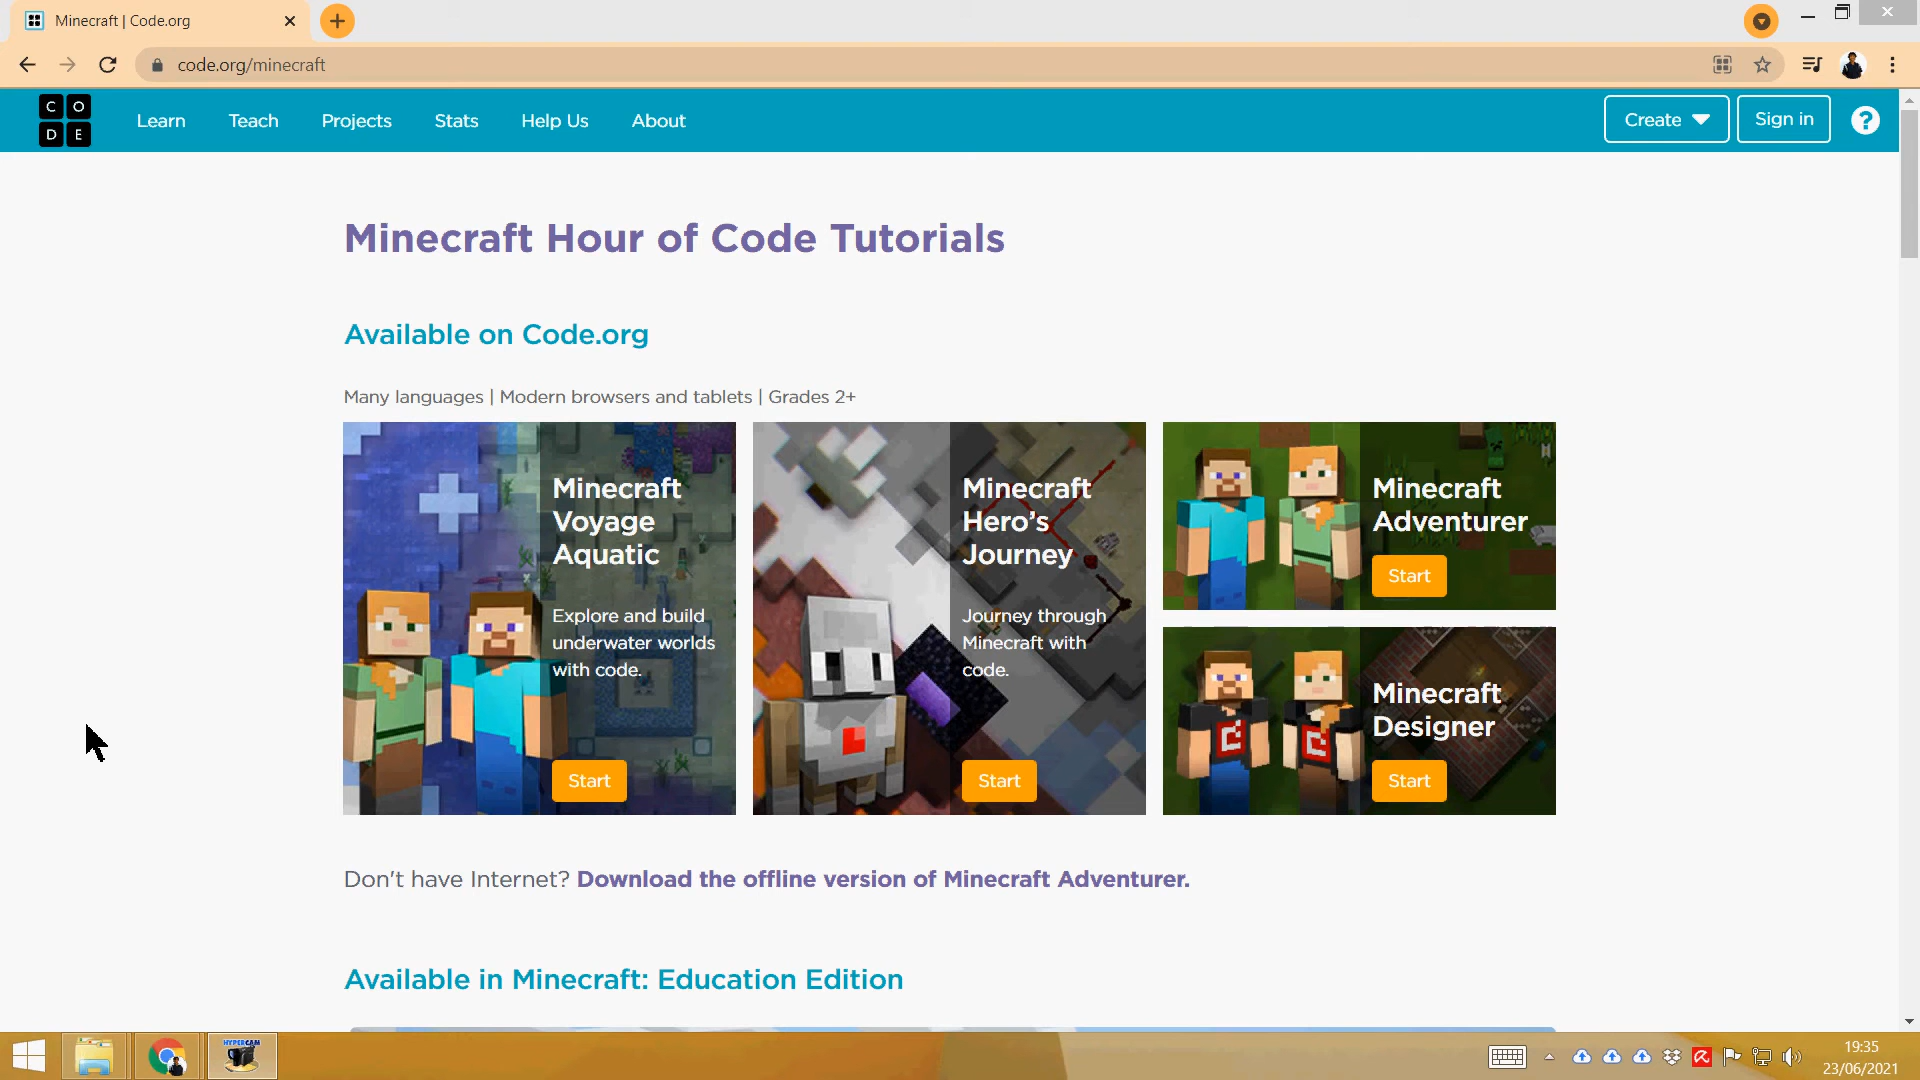 Minecraft | Code.org
code.org/minecraft
C O
D E
Learn
Teach
Projects
Stats
Help Us
About
Create
Sign in
?
Minecraft Hour of Code Tutorials
Available on Code.org
Many languages | Modern browsers and tablets | Grades 2+
Minecraft
Voyage
Aquatic
Explore and build
underwater worlds
with code.
Start
Minecraft
Hero’s
Journey
Journey through
Minecraft with
code.
Start
Minecraft
Adventurer
Start
Minecraft
Designer
Start
Don't have Internet? Download the offline version of Minecraft Adventurer.
Available in Minecraft: Education Edition
HYPERCAM
19:35
23/06/2021